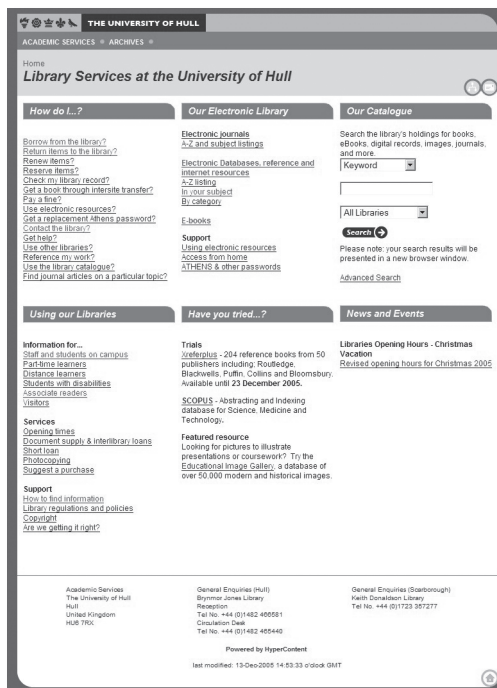 THE UNIVERSITY OF HULL
ACADEMIC SERVICES ARCHIVES
Home
Library Services at the University of Hull
How do I...?
Borrow from the library?
Return items to the library?
Renew items?
Reserve items?
Check my library record?
Get a book through intersite transfer?
Pay a fine?
Use electronic resources?
Get a replacement Athens password?
Contact the library?
Get help?
Use other libraries?
Reference my work?
Use the library catalogue?
Find journal articles on a particular topic?
Our Electronic Library
Electronic journals
A-Z and subject listings
Electronic Databases, reference and
internet resources
A-Z listing
In your subject
By category
E-books
Support
Using electronic resources
Access from home
ATHENS & other passwords
Our Catalogue
Search the library's holdings for books,
eBooks, digital records, images, journals,
and more.
Keyword
All Libraries
Search
Please note: your search results will be
presented in a new browser window.
Advanced Search
Using our Libraries
Information for...
Staff and students on campus
Part-time learners
Distance learners
Students with disabilities
Associate readers
Visitors
Services
Opening times
Document supply & interlibrary loans
Short loan
Photocopying
Suggest a purchase
Support
How to find information
Library regulations and policies
Copyright
Are we getting it right?
Have you tried...?
Trials
Xreferplus - 204 reference books from 50
publishers including; Routledge,
Blackwells, Puffin, Collins and Bloomsbury.
Available until 23 December 2005.
SCOPUS - Abstracting and Indexing
database for Science, Medicine and
Technology.
Featured resource
Looking for pictures to illustrate
presentations or coursework? Try the
Educational Image Gallery, a database of
over 50,000 modern and historical images.
News and Events
Libraries Opening Hours - Christmas
Vacation
Revised opening hours for Christmas 2005
Academic Services
The University of Hull
Hull
United Kingdom
HU6 7RX
General Enquiries (Hull)
Brynmor Jones Library
Reception
Tel No. +44 (0)1482 466581
Circulation Desk
Tel No. +44 (0)1482 465440
General Enquiries (Scarborough)
Keith Donaldson Library
Tel No. +44 (0)1723 357277
Powered by HyperContent
last modified: 13-Dec-2005 14:53:33 o'clock GMT